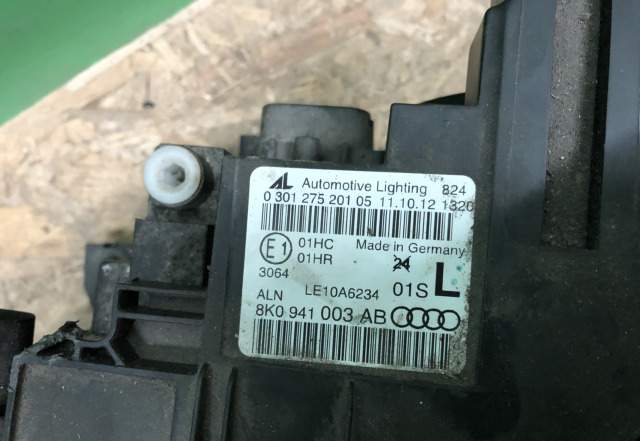 AL Automotive Lighting 824
0 301 275 201 05 11.10.12 1320
E1 01HC Made in Germany
01HR 24
3064 01S L
ALN LE10A6234
8K0 941 003 AB